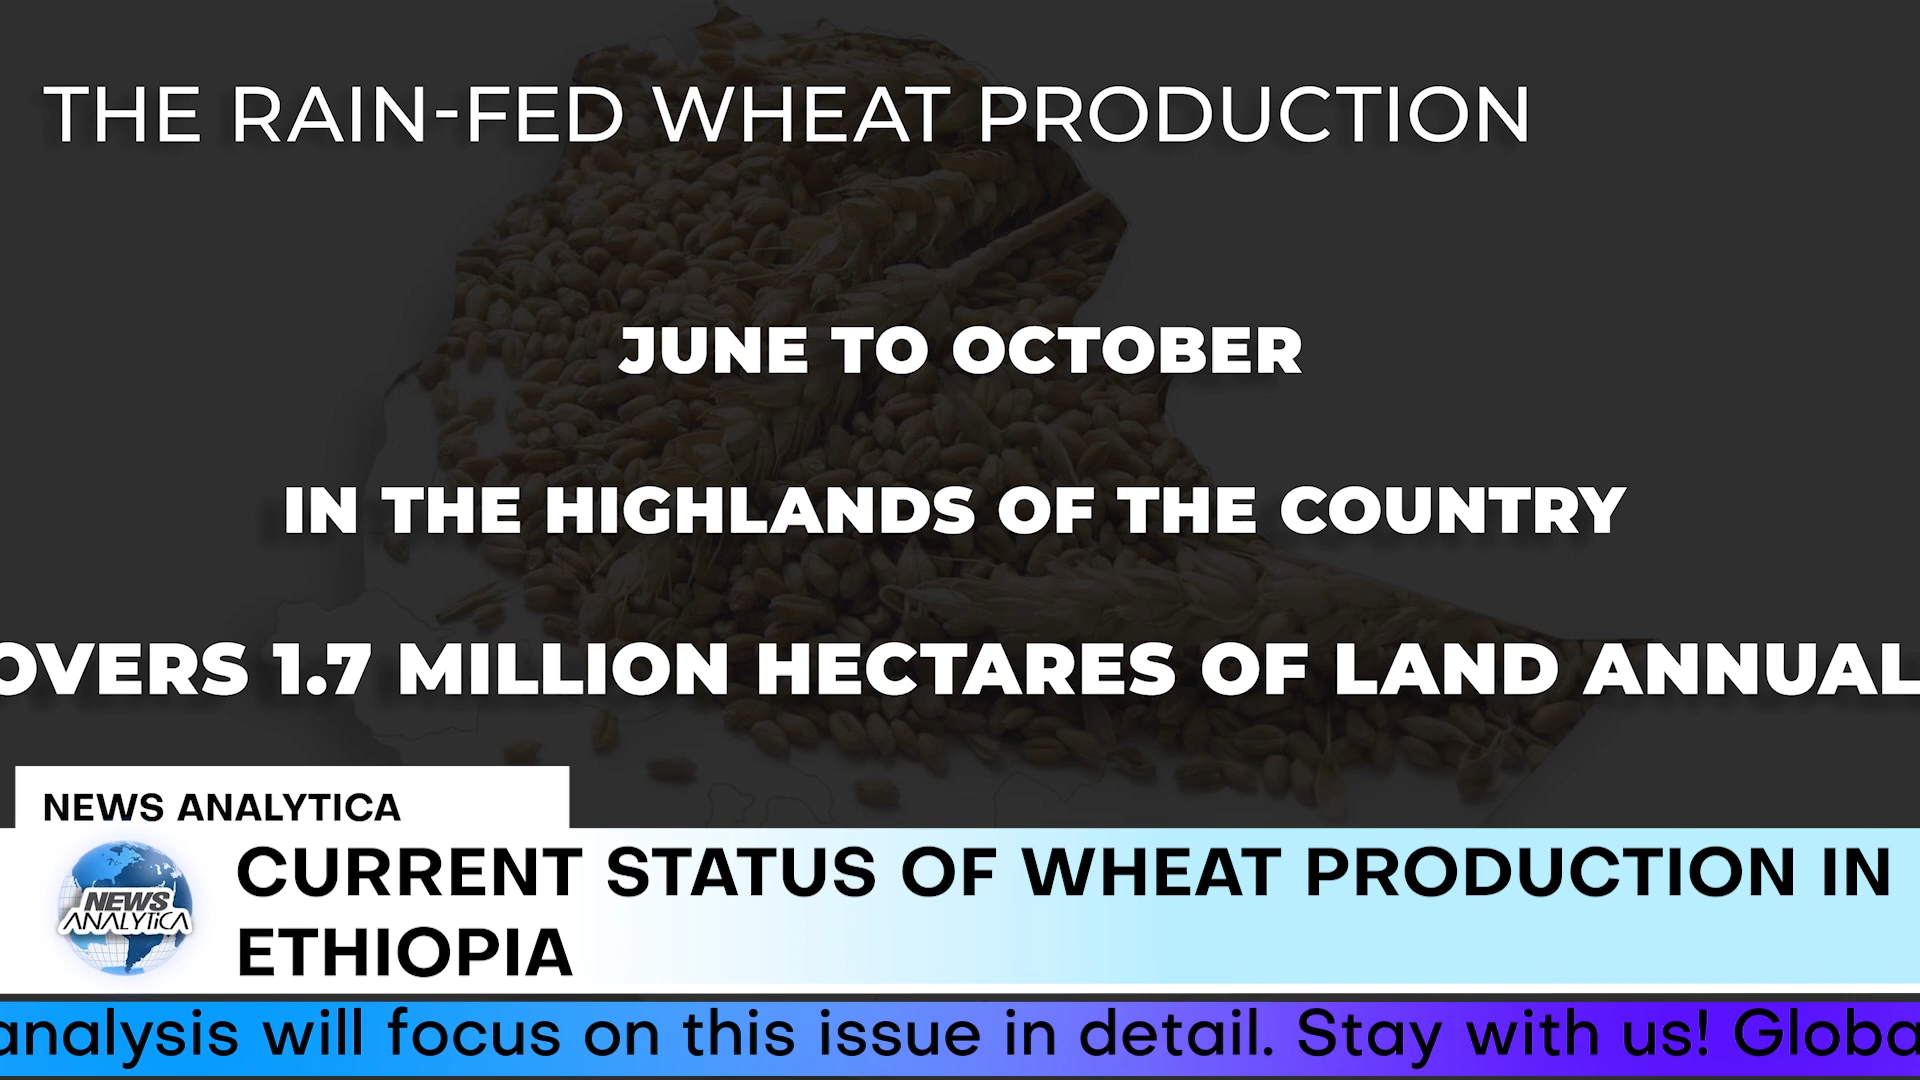 THE RAIN-FED WHEAT PRODUCTION
JUNE TO OCTOBER
IN THE HIGHLANDS OF THE COUNTRY
OVERS 1.7 MILLION HECTARES OF LAND ANNUAL
NEWS ANALYTICA
NEWS
ANALYTICA
CURRENT STATUS OF WHEAT PRODUCTION IN
ETHIOPIA
analysis will focus on this issue in detail. Stay with us! Globa